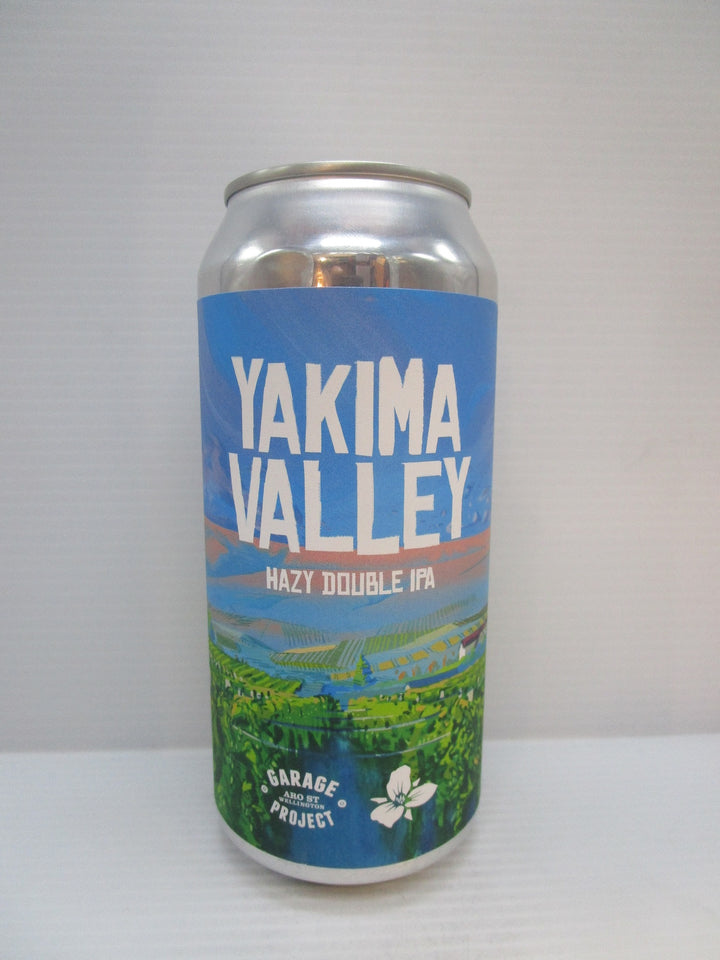 YAKIMA
VALLEY
HAZY DOUBLE IPA
GARAGE
ARO ST
WELLINGTON
PROJECT